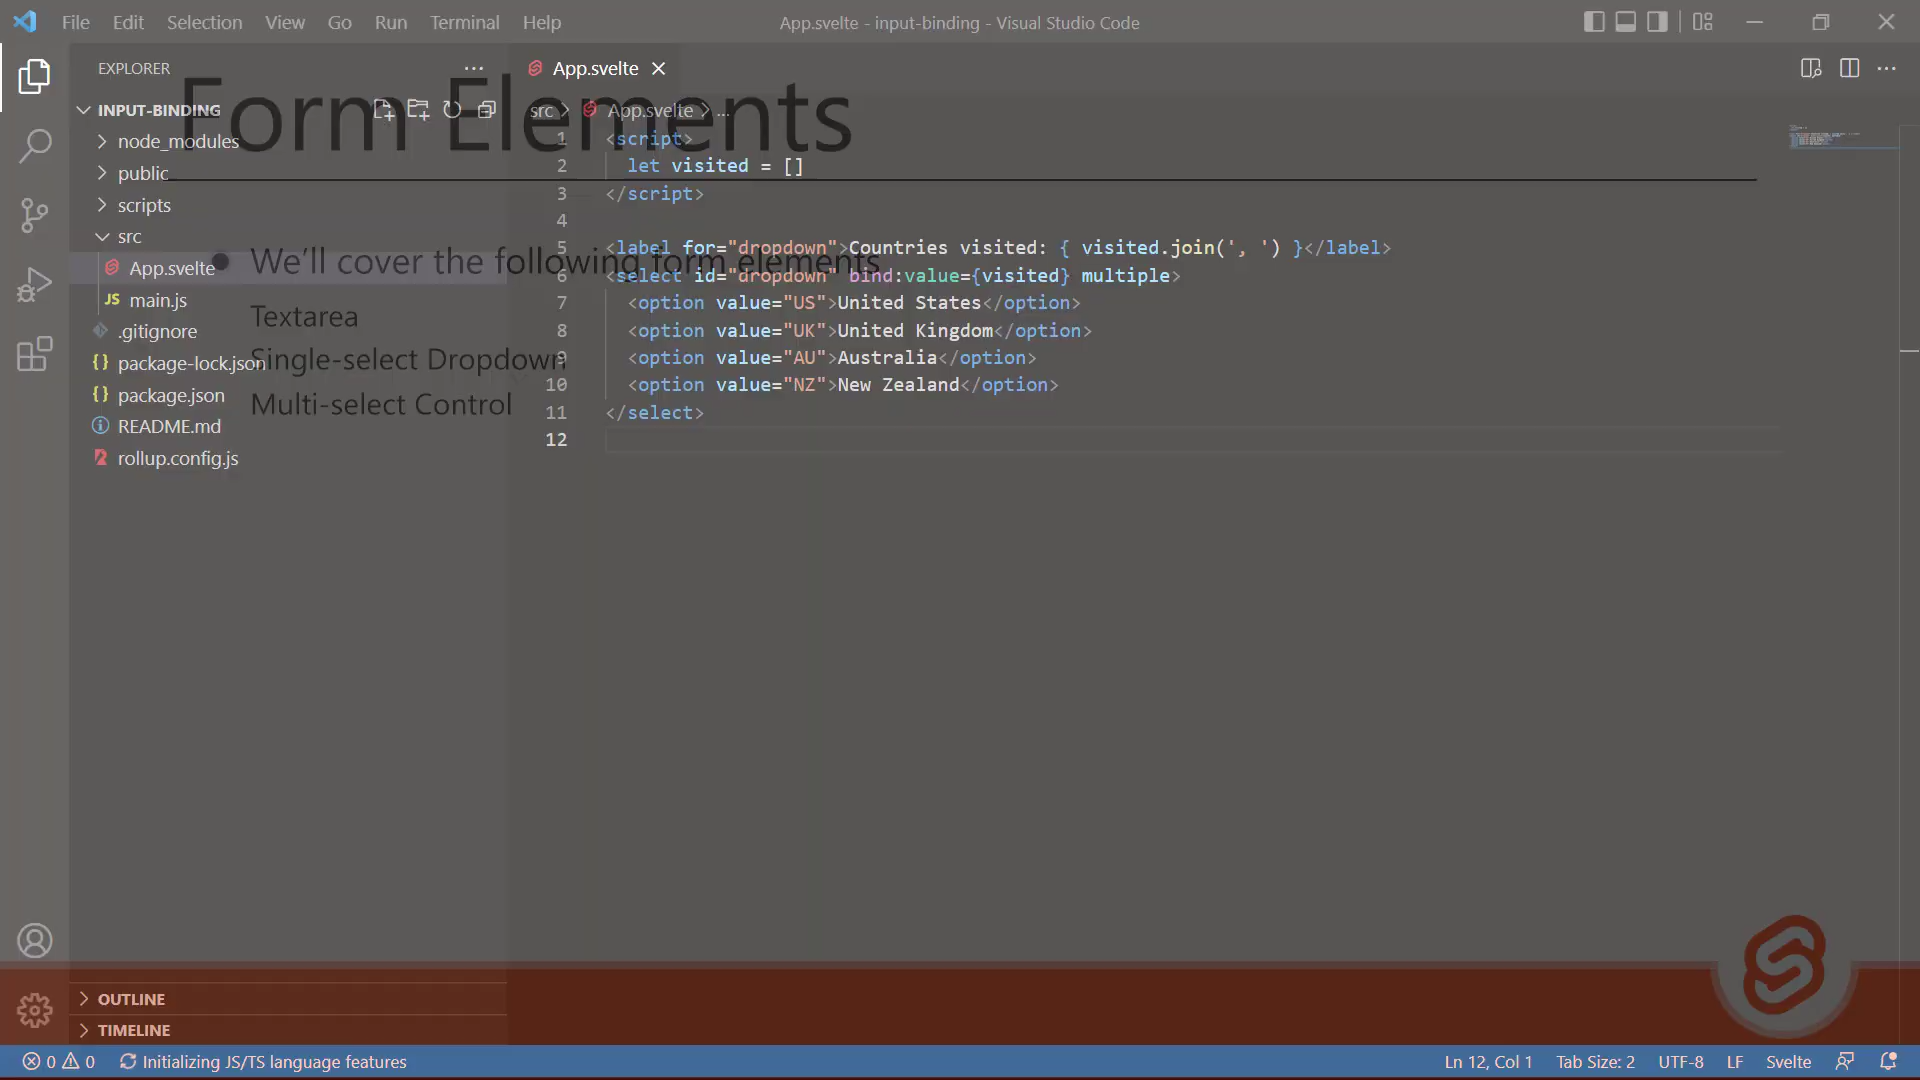 File Edit Selection View Go Run Terminal Help
App.svelte - input-binding - Visual Studio Code
EXPLORER
App.svelte
Form Elements
INPUT-BINDING
node_modules
public
scripts
src
App.svelte
JS main.js
.gitignore
{} package-lock.json
{} package.json
README.md
rollup.config.js
We'll cover the following form elements
Textarea
Single-select Dropdown
Multi-select Control
src > App.svelte > ...
1 <script>
2 let visited = []
3 </script>
4
5 <label for="dropdown">Countries visited: { visited.join(', ') }</label>
6 <select id="dropdown" bind:value={visited} multiple>
7 <option value="US">United States</option>
8 <option value="UK">United Kingdom</option>
9 <option value="AU">Australia</option>
10 <option value="NZ">New Zealand</option>
11 </select>
12
OUTLINE
TIMELINE
0 0 Initializing JS/TS language features
Ln 12, Col 1 Tab Size: 2 UTF-8 LF Svelte